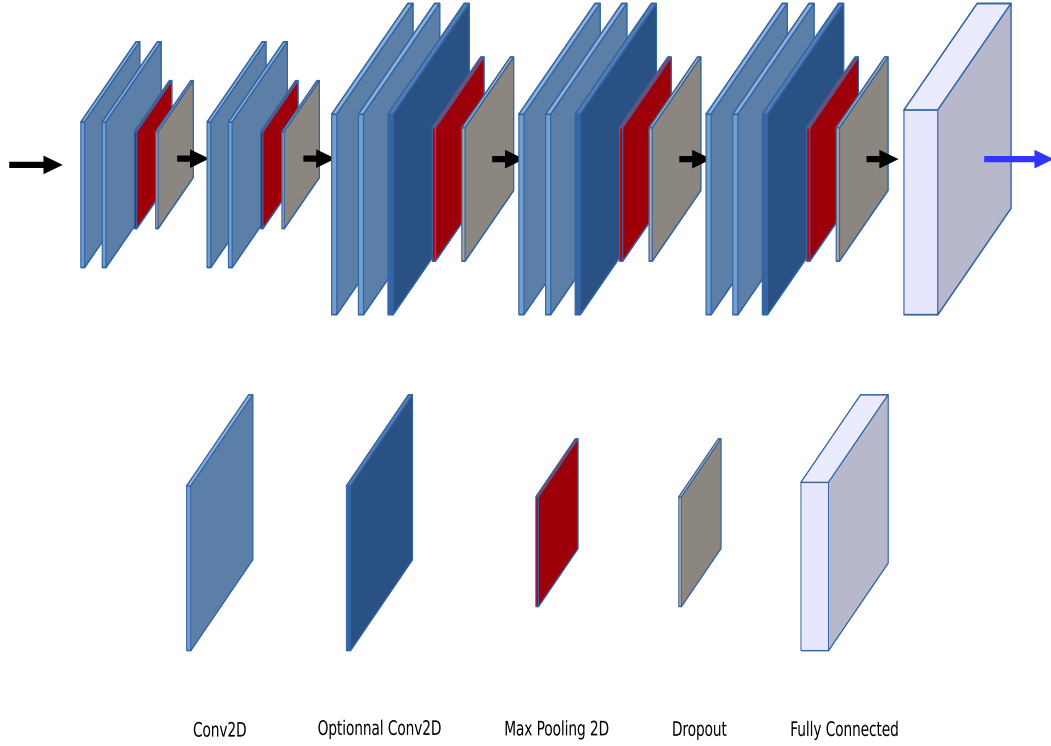 Conv2D
Optionnal Conv2D
Max Pooling 2D
Dropout
Fully Connected